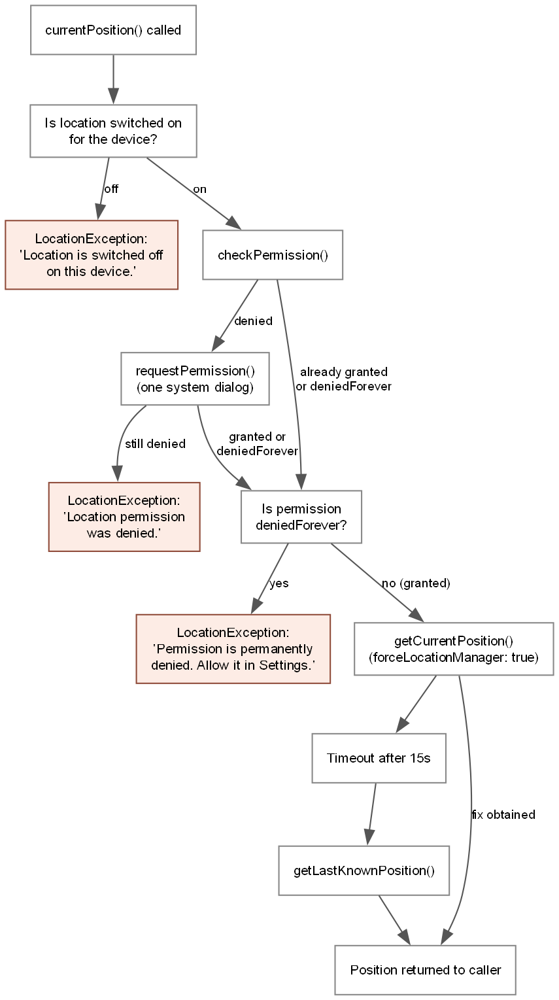 currentPosition() called
Is location switched on
for the device?
off
on
LocationException:
'Location is switched off
on this device.'
checkPermission()
denied
already granted
or deniedForever
requestPermission()
(one system dialog)
still denied
granted or
deniedForever
LocationException:
'Location permission
was denied.'
Is permission
deniedForever?
yes
no (granted)
LocationException:
'Permission is permanently
denied. Allow it in Settings.'
getCurrentPosition()
(forceLocationManager: true)
Timeout after 15s
fix obtained
getLastKnownPosition()
Position returned to caller